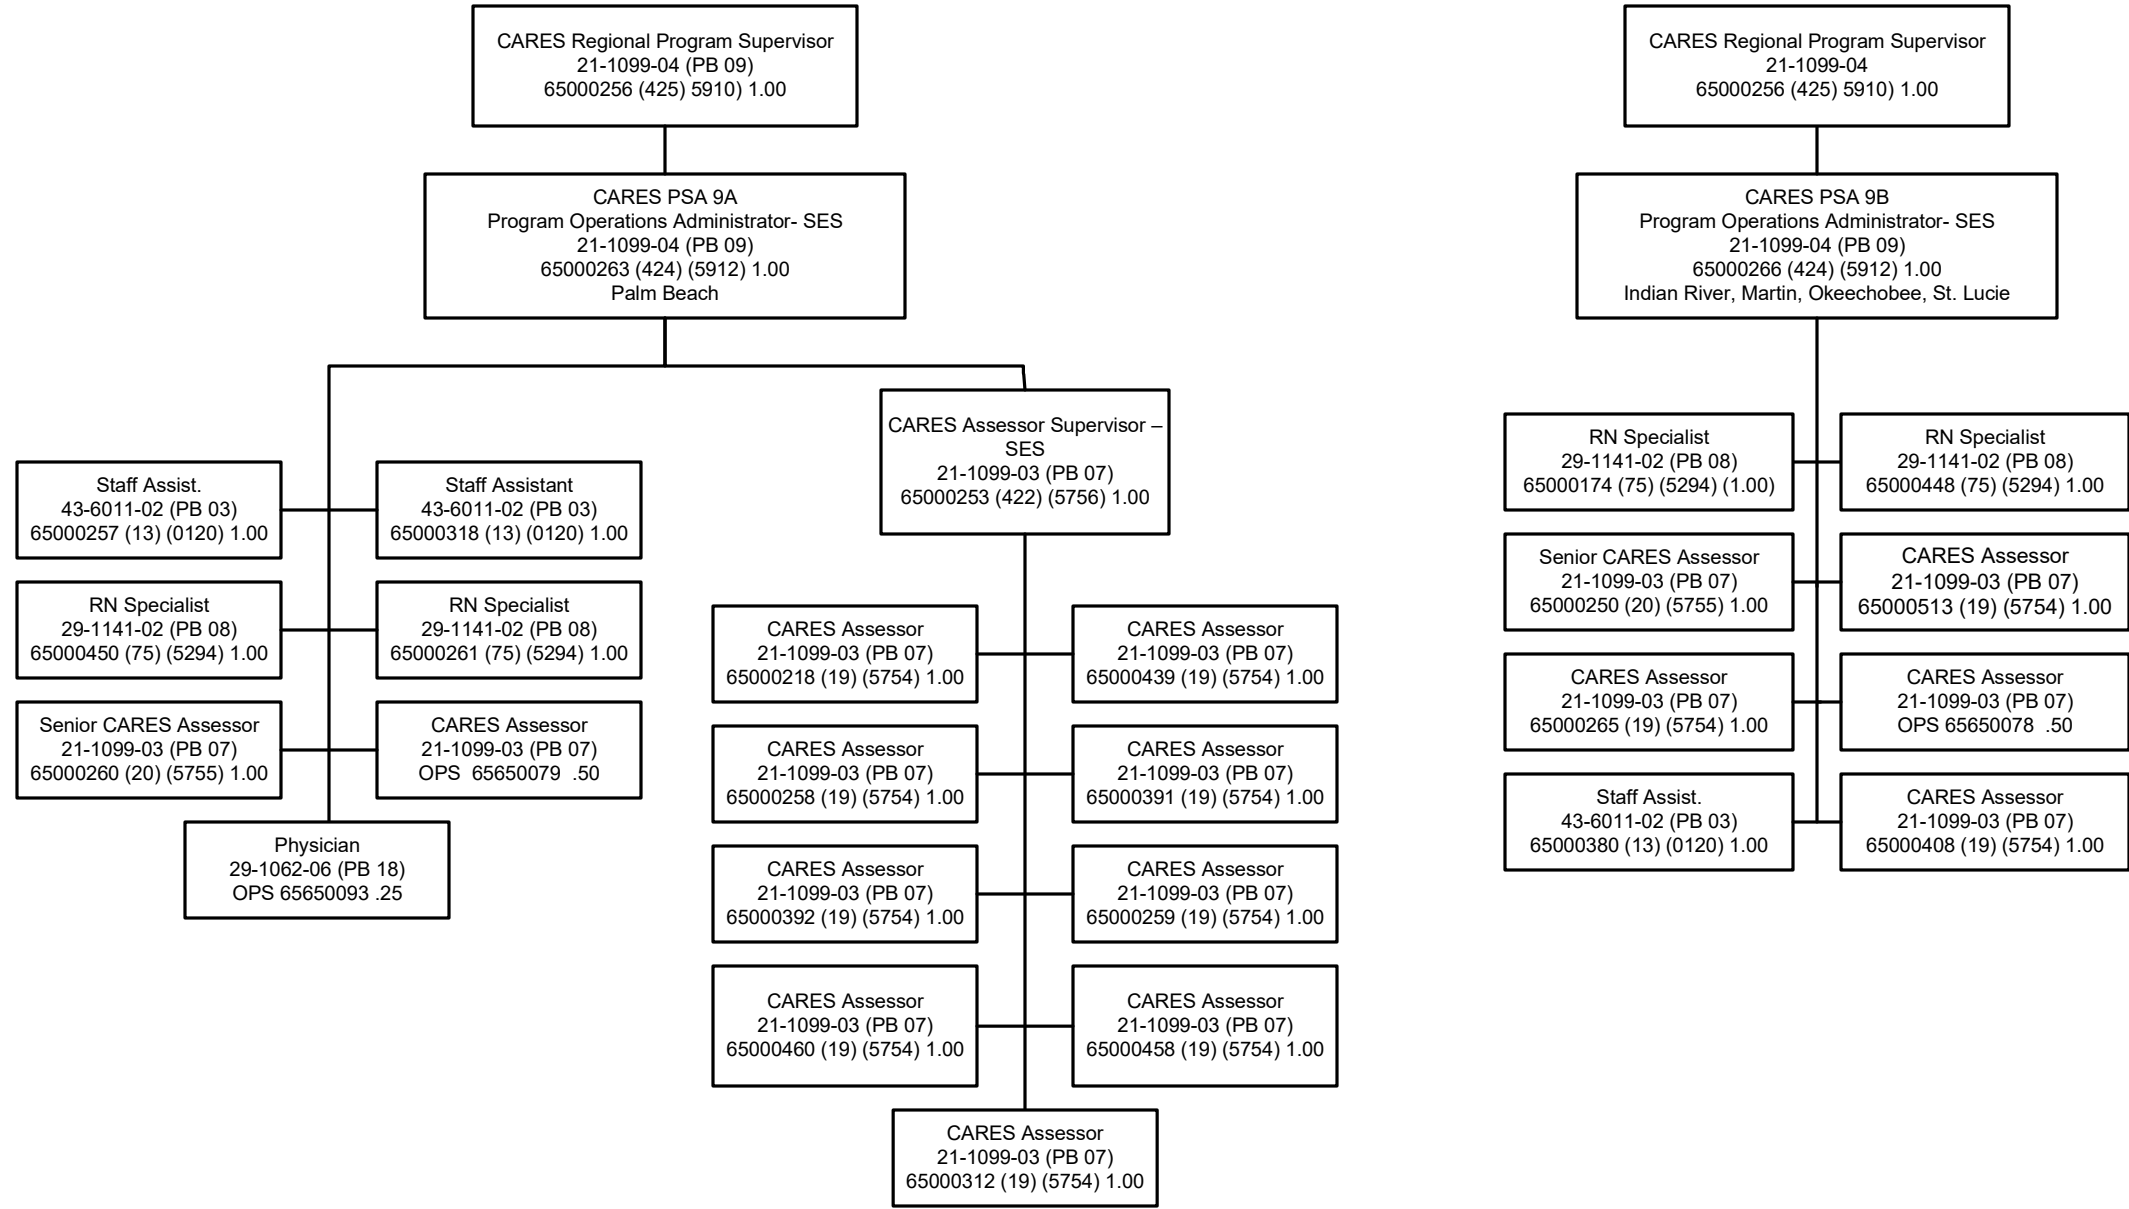 CARES Regional Program Supervisor
21-1099-04 (PB 09)
65000256 (425) 5910) 1.00
CARES PSA 9A
Program Operations Administrator- SES
21-1099-04 (PB 09)
65000263 (424) (5912) 1.00
Palm Beach
Staff Assist.
43-6011-02 (PB 03)
65000257 (13) (0120) 1.00
Staff Assistant
43-6011-02 (PB 03)
65000318 (13) (0120) 1.00
RN Specialist
29-1141-02 (PB 08)
65000450 (75) (5294) 1.00
RN Specialist
29-1141-02 (PB 08)
65000261 (75) (5294) 1.00
Senior CARES Assessor
21-1099-03 (PB 07)
65000260 (20) (5755) 1.00
CARES Assessor
21-1099-03 (PB 07)
OPS  65650079  .50
Physician
29-1062-06 (PB 18)
OPS 65650093 .25
CARES Assessor Supervisor –
SES
21-1099-03 (PB 07)
65000253 (422) (5756) 1.00
CARES Assessor
21-1099-03 (PB 07)
65000218 (19) (5754) 1.00
CARES Assessor
21-1099-03 (PB 07)
65000439 (19) (5754) 1.00
CARES Assessor
21-1099-03 (PB 07)
65000258 (19) (5754) 1.00
CARES Assessor
21-1099-03 (PB 07)
65000391 (19) (5754) 1.00
CARES Assessor
21-1099-03 (PB 07)
65000392 (19) (5754) 1.00
CARES Assessor
21-1099-03 (PB 07)
65000259 (19) (5754) 1.00
CARES Assessor
21-1099-03 (PB 07)
65000460 (19) (5754) 1.00
CARES Assessor
21-1099-03 (PB 07)
65000458 (19) (5754) 1.00
CARES Assessor
21-1099-03 (PB 07)
65000312 (19) (5754) 1.00
CARES Regional Program Supervisor
21-1099-04
65000256 (425) 5910) 1.00
CARES PSA 9B
Program Operations Administrator- SES
21-1099-04 (PB 09)
65000266 (424) (5912) 1.00
Indian River, Martin, Okeechobee, St. Lucie
RN Specialist
29-1141-02 (PB 08)
65000174 (75) (5294) (1.00)
RN Specialist
29-1141-02 (PB 08)
65000448 (75) (5294) 1.00
Senior CARES Assessor
21-1099-03 (PB 07)
65000250 (20) (5755) 1.00
CARES Assessor
21-1099-03 (PB 07)
65000513 (19) (5754) 1.00
CARES Assessor
21-1099-03 (PB 07)
65000265 (19) (5754) 1.00
CARES Assessor
21-1099-03 (PB 07)
OPS 65650078  .50
Staff Assist.
43-6011-02 (PB 03)
65000380 (13) (0120) 1.00
CARES Assessor
21-1099-03 (PB 07)
65000408 (19) (5754) 1.00